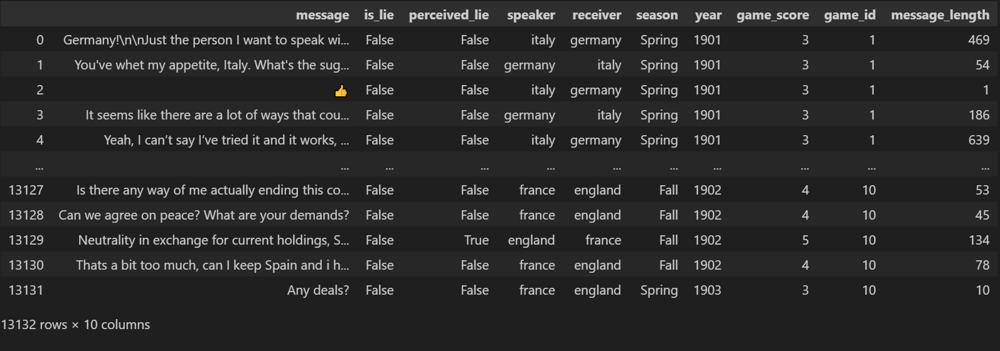 message is_lie perceived_lie speaker receiver season year game_score game_id message_length
0 Germany!\n\nJust the person I want to speak wi... False False italy germany Spring 1901 3 1 469
1 You've whet my appetite, Italy. What's the sug... False False germany italy Spring 1901 3 1 54
2 👍 False False italy germany Spring 1901 3 1 1
3 It seems like there are a lot of ways that cou... False False germany italy Spring 1901 3 1 186
4 Yeah, I can’t say I’ve tried it and it works, ... False False italy germany Spring 1901 3 1 639
... ... ... ... ... ... ... ... ... ... ...
13127 Is there any way of me actually ending this co... False False france england Fall 1902 4 10 53
13128 Can we agree on peace? What are your demands? False False france england Fall 1902 4 10 45
13129 Neutrality in exchange for current holdings, S... False True england france Fall 1902 5 10 134
13130 Thats a bit too much, can I keep Spain and i h... False False france england Fall 1902 4 10 78
13131 Any deals? False False france england Spring 1903 3 10 10
13132 rows × 10 columns